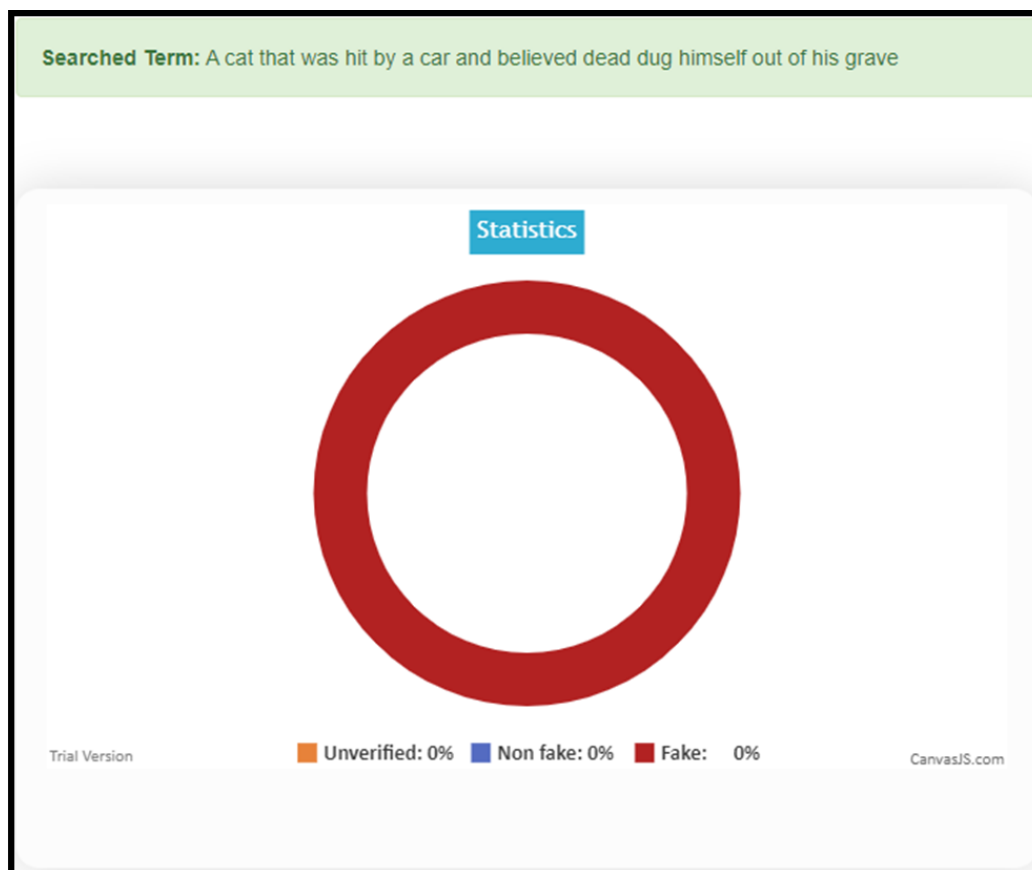 Searched Term: A cat that was hit by a car and believed dead dug himself out of his grave
Statistics
Unverified: 0% Non fake: 0% Fake: 0%
Trial Version
CanvasJS.com